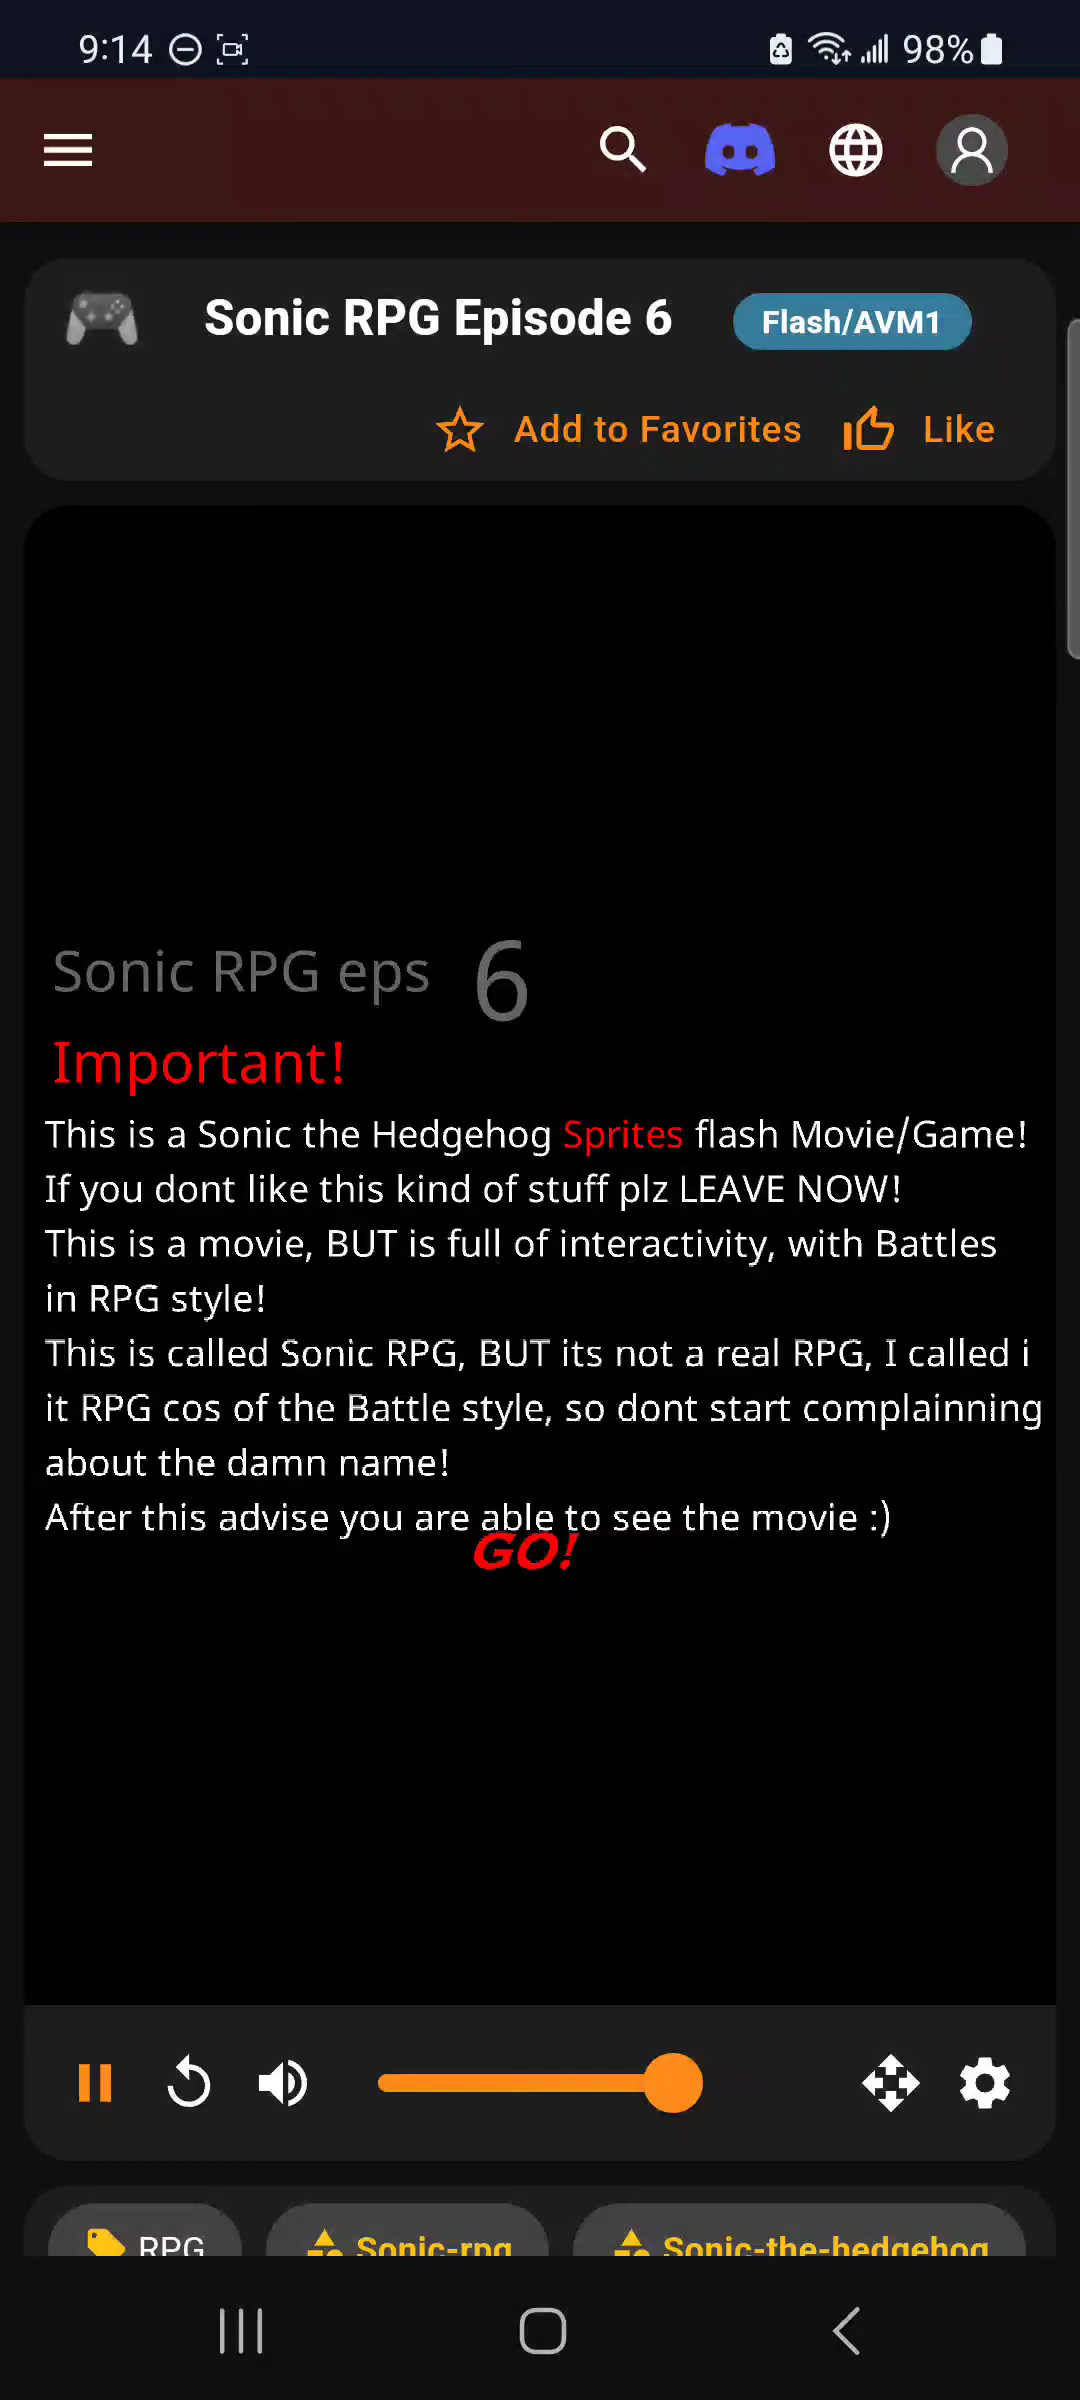 9:14
98%
Sonic RPG Episode 6
Flash/AVM1
Add to Favorites
Like
Sonic RPG eps 6
Important!
This is a Sonic the Hedgehog Sprites flash Movie/Game!
If you dont like this kind of stuff plz LEAVE NOW!
This is a movie, BUT is full of interactivity, with Battles
in RPG style!
This is called Sonic RPG, BUT its not a real RPG, I called i
it RPG cos of the Battle style, so dont start complainning
about the damn name!
After this advise you are able to see the movie :)
GO!
RPG
Sonic-rpg
Sonic-the-hedgehog